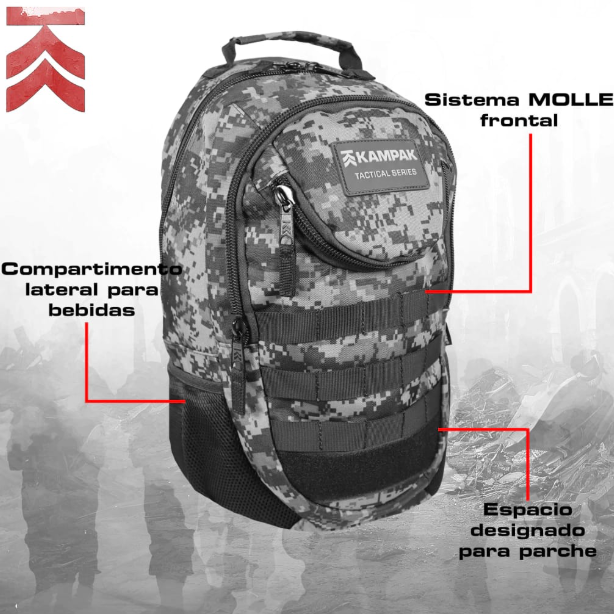 Sistema MOLLE
frontal
KAMPAK
TACTICAL SERIES
Compartimento
lateral para
bebidas
Espacio
designado
para parche